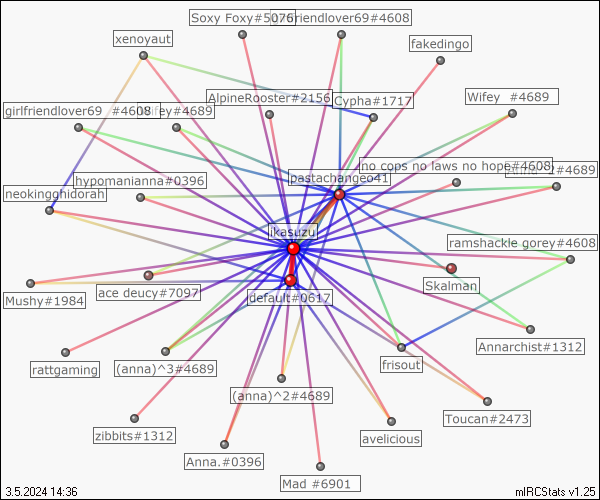 Soxy Foxy#5076
friendlover69#4608
xenoyaut
fakedingo
AlpineRooster#2156
Wifey  #4689
Cypha#1717
girlfriendlover69  #4608
ifey#4689
no cops no laws no hope#4608
#4689
pastachangeo41
hypomanianna#0396
neokingghidorah
ikasuzu
ramshackle gorey#4608
Skalman
ace deucy#7097
Mushy#1984
default#0617
Annarchist#1312
rattgaming
(anna)^3#4689
frisout
(anna)^2#4689
Toucan#2473
zibbits#1312
avelicious
Anna.#0396
Mad #6901
3.5.2024 14:36
mIRCStats v1.25